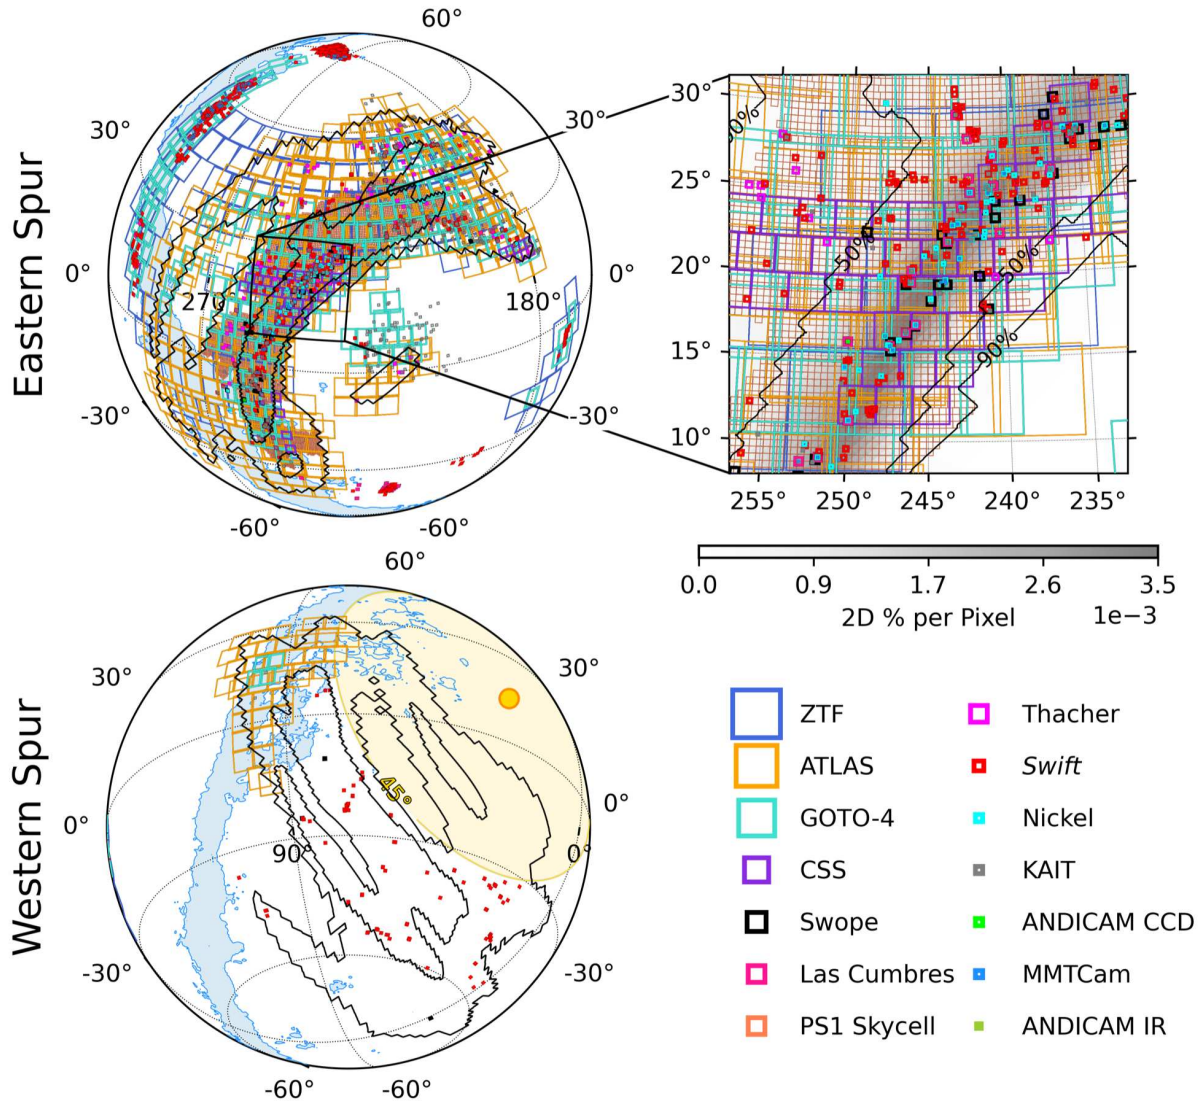 Eastern Spur
60°
30°
30°
0°
0°
270
180°
-30°
-30°
-60°
-60°
30°
25°
20°
15°
10°
90%
50%
50%
90%
255°
250°
245°
240°
235°
0.0
0.9
1.7
2.6
3.5
2D % per Pixel
1e−3
Western Spur
60°
30°
30°
45°
0°
0°
90°
0°
-30°
-30°
-60°
-60°
ZTF
ATLAS
GOTO-4
CSS
Swope
Las Cumbres
PS1 Skycell
Thacher
Swift
Nickel
KAIT
ANDICAM CCD
MMTCam
ANDICAM IR